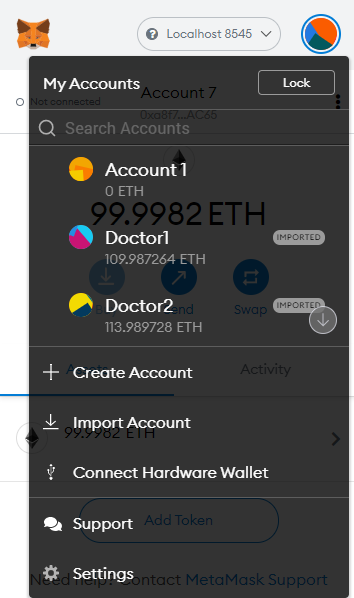 Localhost 8545
My Accounts
Lock
Not connected
Account 7
0xa8f7...AC65
Search Accounts
Account 1
0 ETH
99.9982 ETH
Doctor1
IMPORTED
109.987264 ETH
Doctor2
IMPORTED
113.989728 ETH
Send
Swap
Assets
Activity
Create Account
99.9982 ETH
Import Account
Connect Hardware Wallet
Support
Add Token
Settings
Need help? Contact MetaMask Support